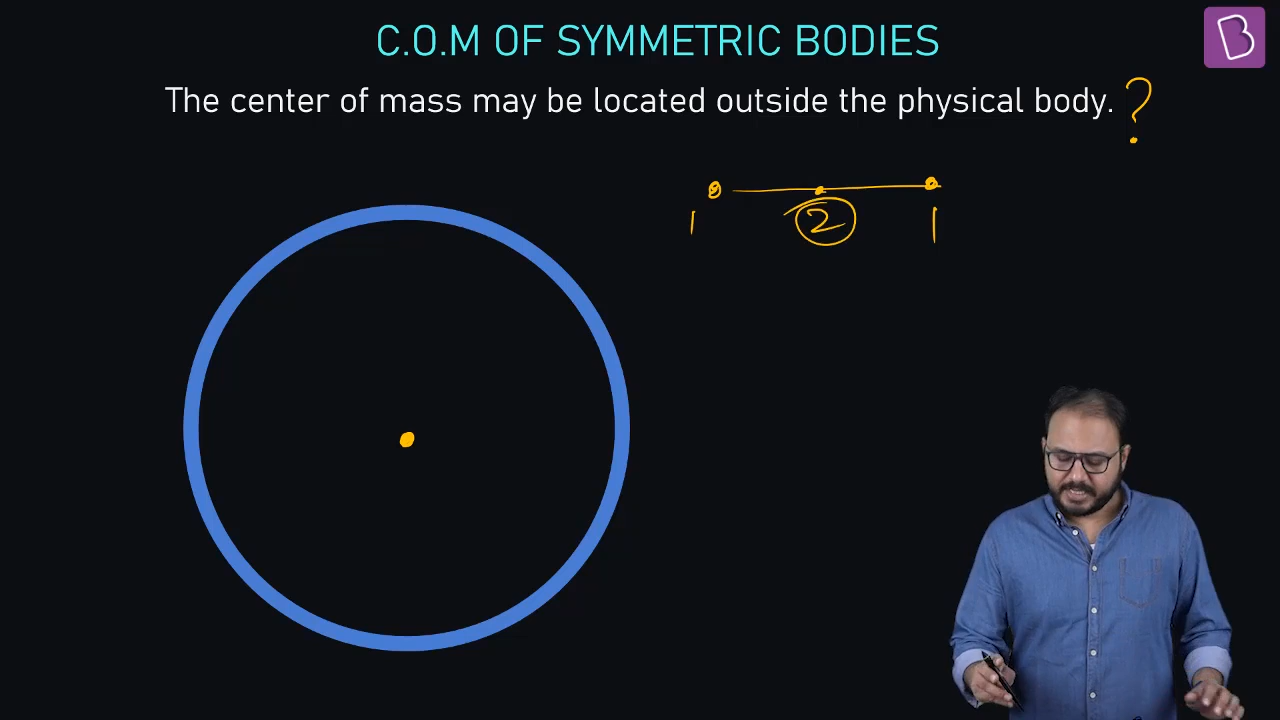 C.O.M OF SYMMETRIC BODIES
B
The center of mass may be located outside the physical body. ?
1 2 1